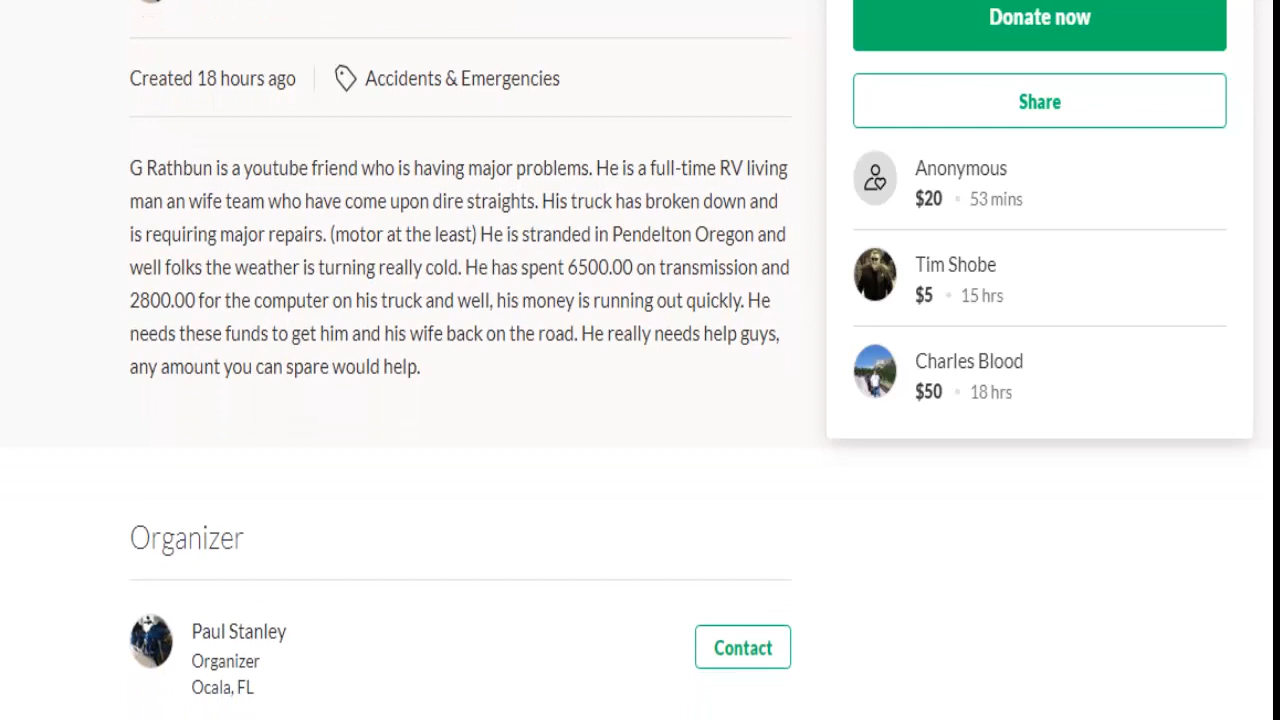 Donate now
Created 18 hours ago
Accidents & Emergencies
Share
G Rathbun is a youtube friend who is having major problems. He is a full-time RV living
man an wife team who have come upon dire straights. His truck has broken down and
is requiring major repairs. (motor at the least) He is stranded in Pendelton Oregon and
well folks the weather is turning really cold. He has spent 6500.00 on transmission and
2800.00 for the computer on his truck and well, his money is running out quickly. He
needs these funds to get him and his wife back on the road. He really needs help guys,
any amount you can spare would help.
Anonymous
$20 • 53 mins
Tim Shobe
$5 • 15 hrs
Charles Blood
$50 • 18 hrs
Organizer
Paul Stanley
Organizer
Ocala, FL
Contact